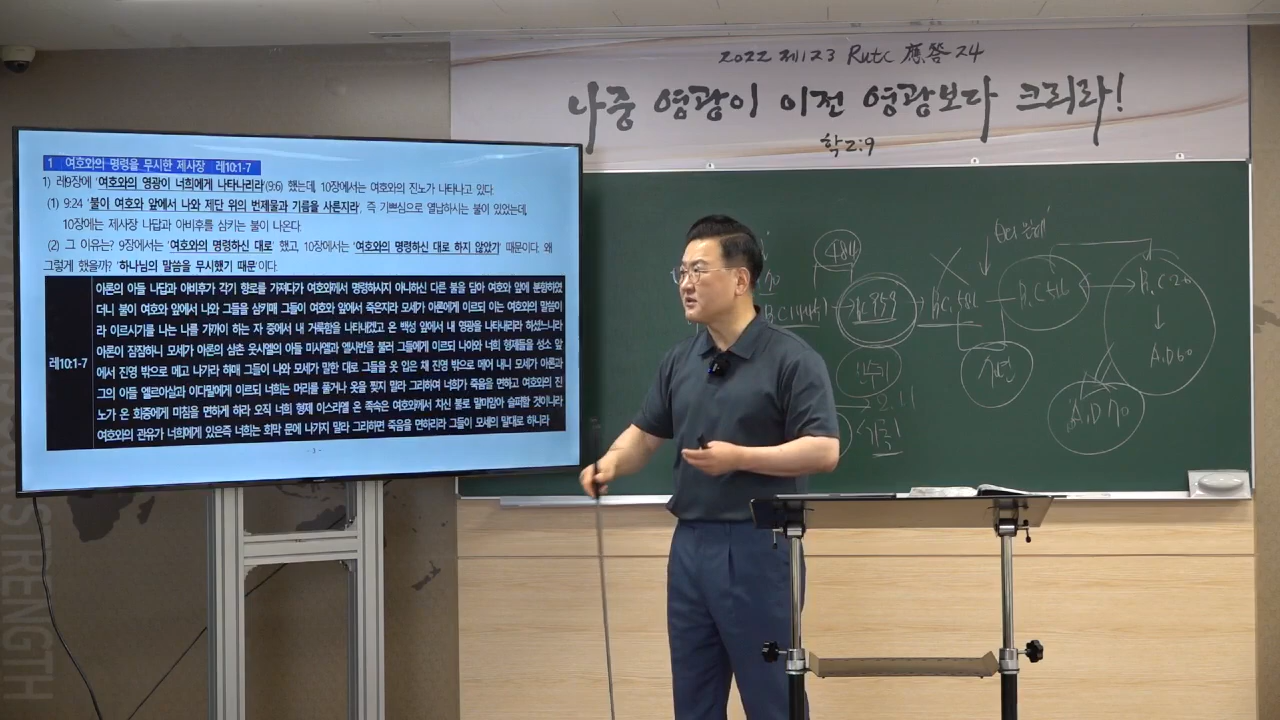 2022 제123 Rutc 應答 24
나중 영광이 이전 영광보다 크리라!
학2:9
1 여호와의 명령을 무시한 제사장 레10:1-7
1) 레9장에 '여호와의 영광이 너희에게 나타나리라'(9:6) 했는데, 10장에서는 여호와의 진노가 나타나고 있다.
(1) 9:24 '불이 여호와 앞에서 나와 제단 위의 번제물과 기름을 사른지라', 즉 기쁨심으로 열납하시는 불이 있었는데,
10장에는 제사장 나답과 아비후를 삼키는 불이 나온다.
(2) 그 이유는? 9장에서는 '여호와의 명령하신 대로' 했고, 10장에서는 '여호와의 명령하신 대로 하지 않았기' 때문이다. 왜
그렇게 했을까? '하나님의 말씀을 무시했기 때문'이다.
아론의 아들 나답과 아비후가 각기 향로를 가져다가 여호와께서 명령하시지 아니하신 다른 불을 담아 여호와 앞에 분향하였
더니 불이 여호와 앞에서 나와 그들을 삼키매 그들이 여호와 앞에서 죽은지라 모세가 아론에게 이르되 이는 여호와의 말씀이
라 이르시기를 나는 나를 가까이 하는 자 중에서 내 거룩함을 나타내겠고 온 백성 앞에서 내 영광을 나타내리라 하셨느니라
아론이 잠잠하니 모세가 아론의 삼촌 웃시엘의 아들 미사엘과 엘사반을 불러 그들에게 이르되 나아와 너희 형제들을 성소 앞
레10:1-7
에서 진영 밖으로 메고 나가라 하매 그들이 나와 모세가 말한 대로 그들을 옷 입은 채 진영 밖으로 메어 내니 모세가 아론과
그의 아들 엘르아살과 이다말에게 이르되 너희는 머리를 풀거나 옷을 찢지 말라 그리하여 너희가 죽음을 면하고 여호와의 진
노가 온 회중에게 미침을 면하게 하라 오직 너희 형제 이스라엘 온 족속은 여호와께서 치신 불로 말미암아 슬퍼할 것이니라
여호와의 관유가 너희에게 있은즉 너희는 회막 문에 나가지 말라 그리하면 죽음을 면하리라 그들이 모세의 말대로 하니라
- 3 -
480
B.C 586
B.C 516
A.D 70
70년
민수기
2.11
STRENGTH